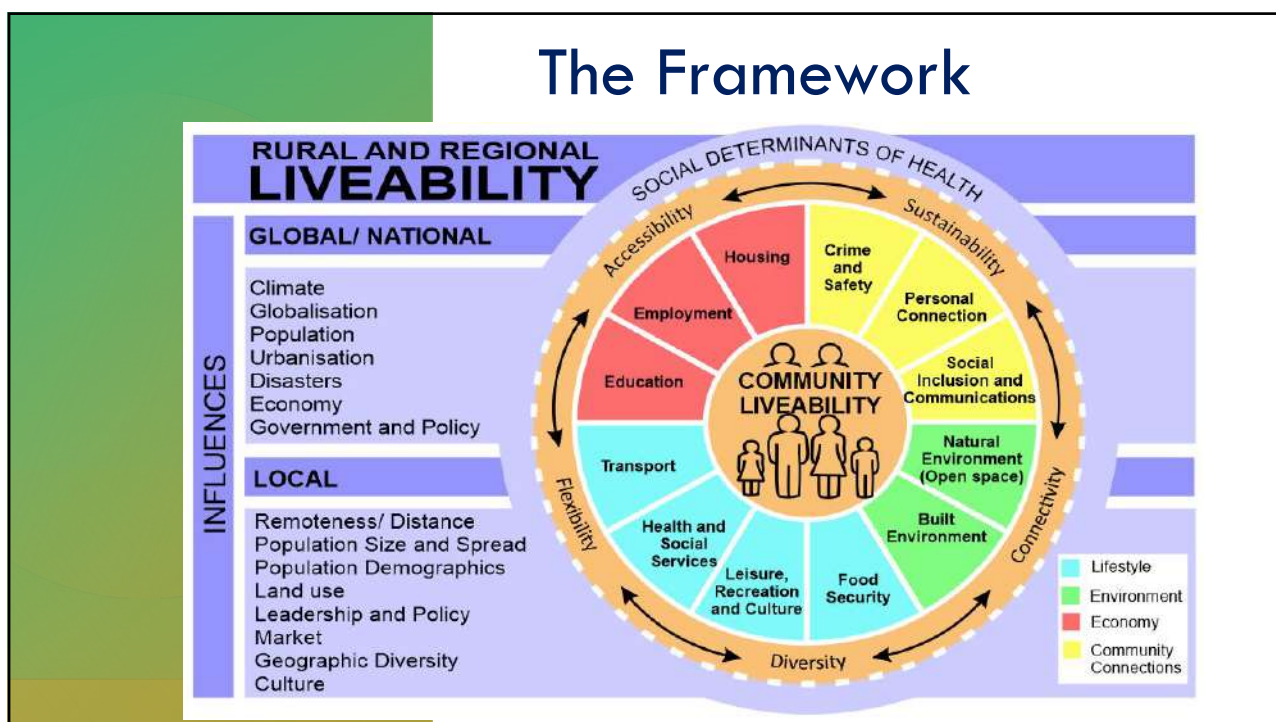 The Framework
RURAL AND REGIONAL
LIVEABILITY
INFLUENCES
GLOBAL/ NATIONAL
Climate
Globalisation
Population
Urbanisation
Disasters
Economy
Government and Policy
LOCAL
Remoteness/ Distance
Population Size and Spread
Population Demographics
Land use
Leadership and Policy
Market
Geographic Diversity
Culture
SOCIAL DETERMINANTS OF HEALTH
Accessibility
Sustainability
Connectivity
Diversity
Flexibility
Housing
Crime
and
Safety
Personal
Connection
Social
Inclusion and
Communications
Natural
Environment
(Open space)
Built
Environment
Food
Security
Leisure,
Recreation
and Culture
Health and
Social
Services
Transport
Education
Employment
COMMUNITY
LIVEABILITY
Lifestyle
Environment
Economy
Community
Connections